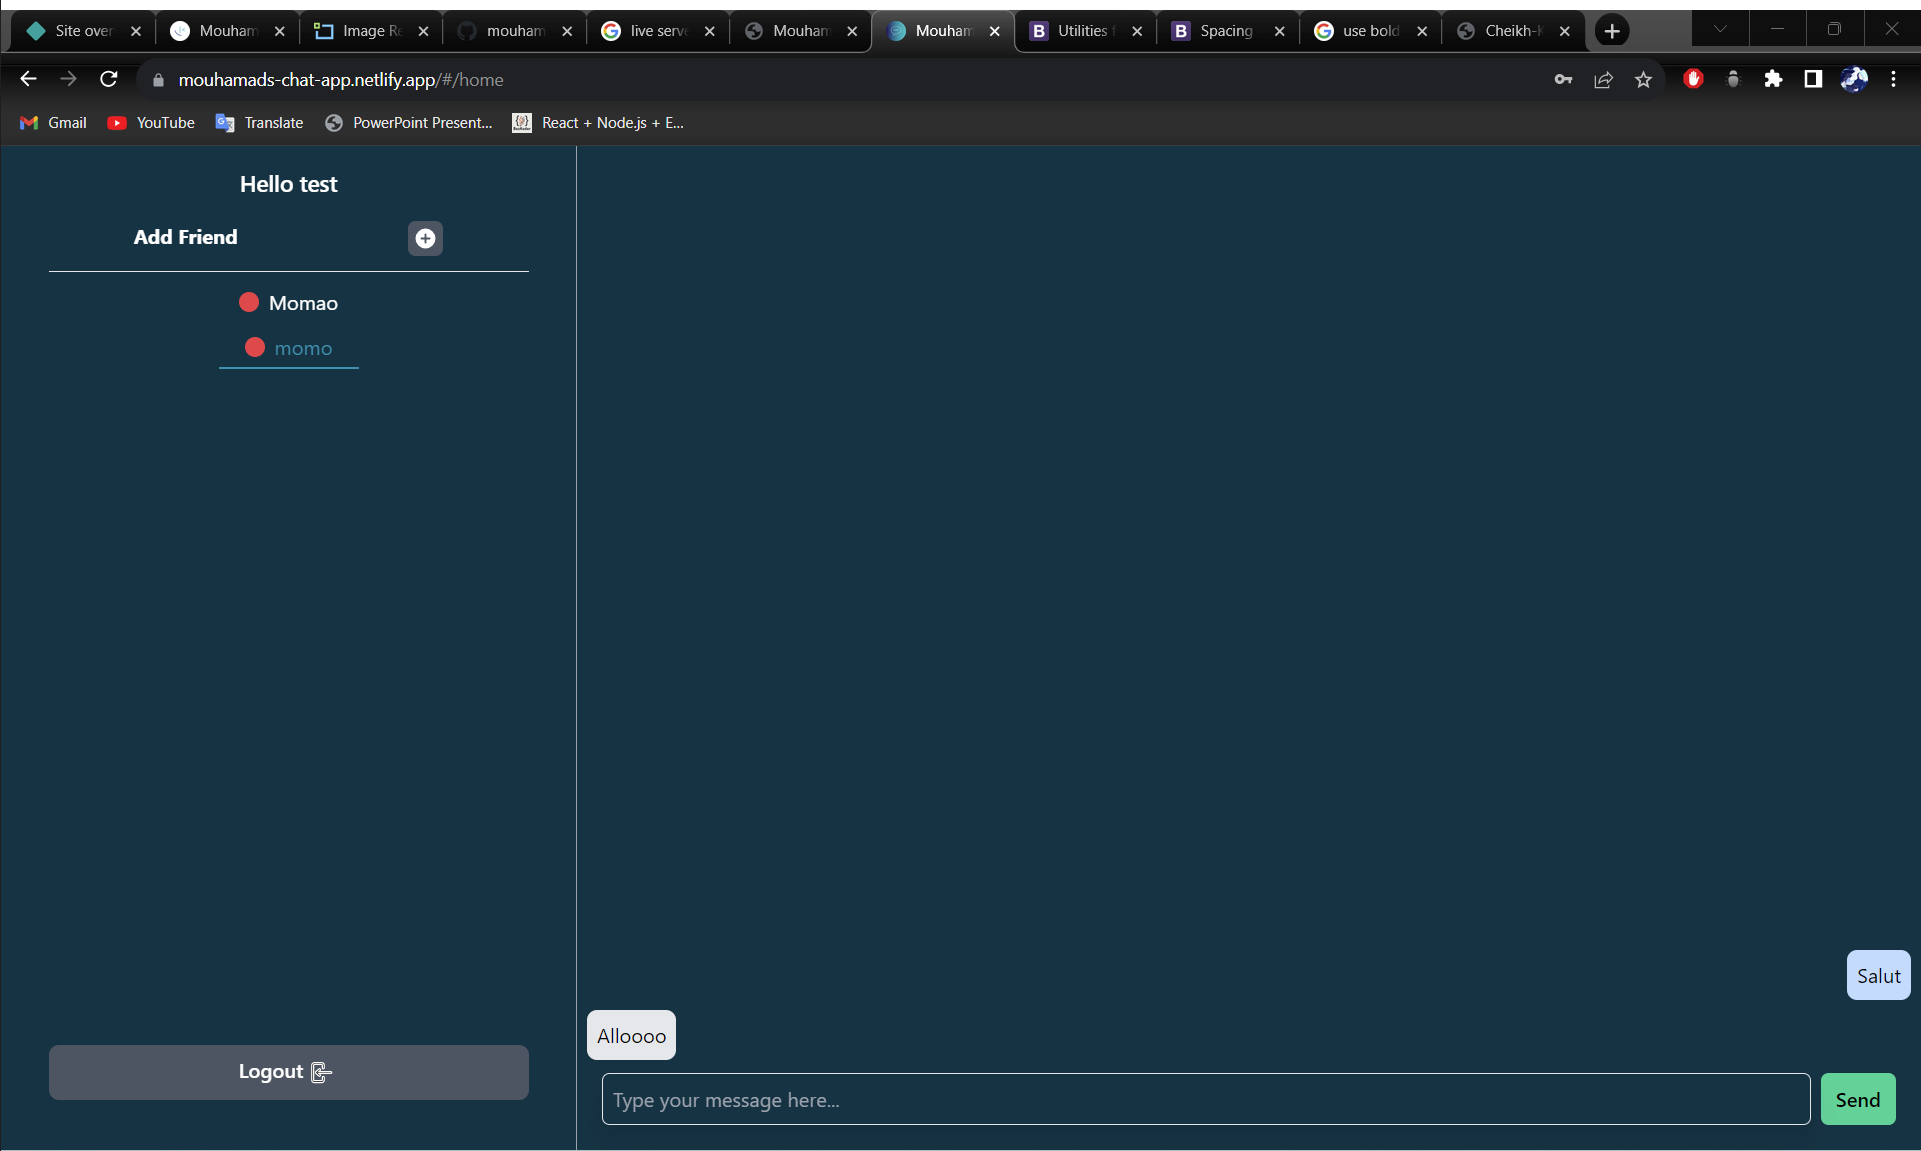 Site over
Mouham
Image Re
mouham
live serve
Mouham
Mouham
B Utilities f
B Spacing
use bold
Cheikh-K
mouhamads-chat-app.netlify.app/#/home
Gmail
YouTube
Translate
PowerPoint Present...
React + Node.js + E...
Hello test
Add Friend
Momao
momo
Salut
Alloooo
Logout
Type your message here...
Send